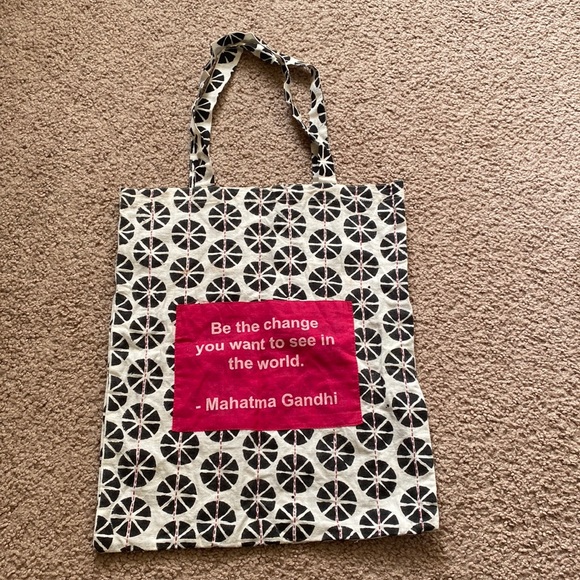 Be the change
you want to see in
the world.
- Mahatma Gandhi